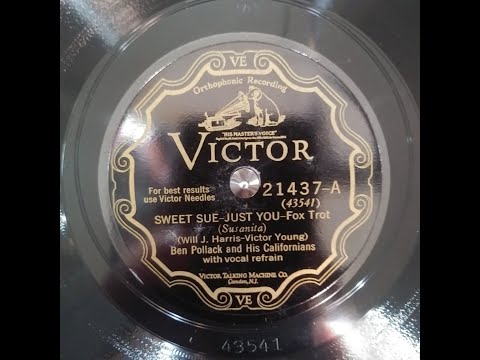 VE
Orthophonic Recording
"HIS MASTER'S VOICE"
VICTOR
For best results
use Victor Needles
21437-A
(43541)
SWEET SUE-JUST YOU-Fox Trot
(Susanita)
(Will J. Harris-Victor Young)
Ben Pollack and His Californians
with vocal refrain
VICTOR TALKING MACHINE CO.
Camden, N.J.
VE
43541